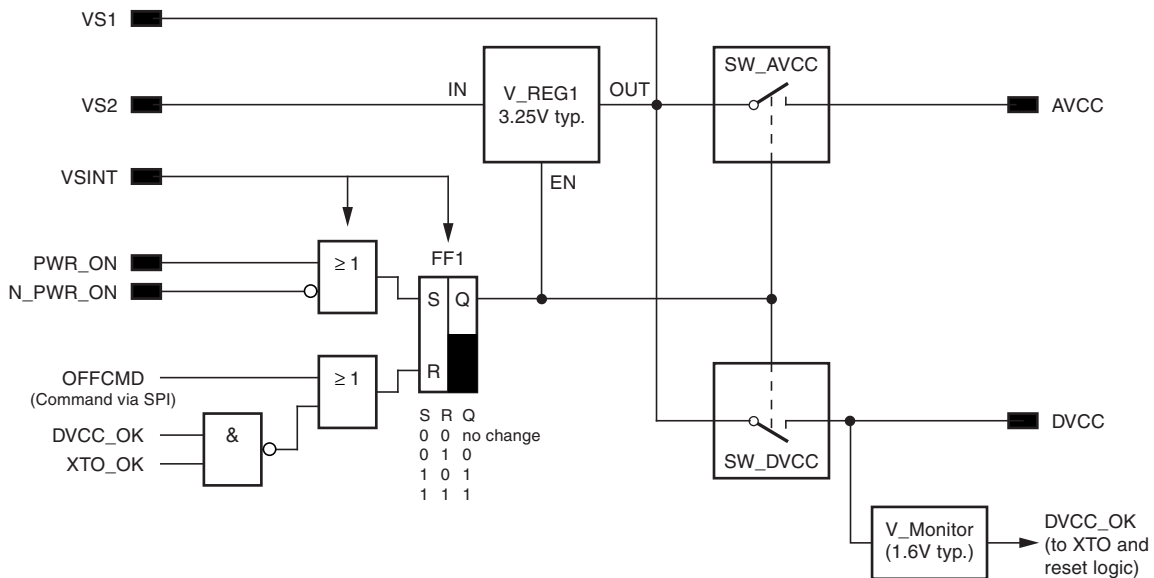 VS1
SW_AVCC
VS2
IN
V_REG1
3.25V typ.
OUT
AVCC
VSINT
EN
PWR_ON
N_PWR_ON
≥ 1
FF1
S Q
R
OFFCMD
(Command via SPI)
≥ 1
DVCC_OK
XTO_OK
&
S R Q
0 0 no change
0 1 0
1 0 1
1 1 1
DVCC
SW_DVCC
V_Monitor
(1.6V typ.)
DVCC_OK
(to XTO and
reset logic)